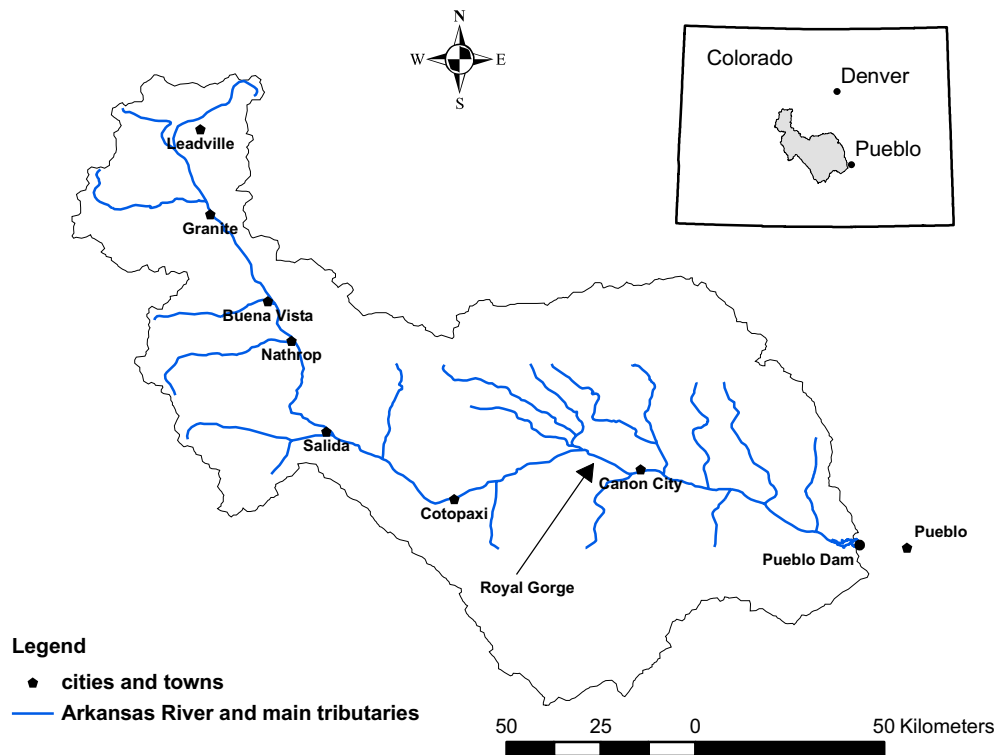 N
W
E
S
Colorado
Denver
Pueblo
Leadville
Granite
Buena Vista
Nathrop
Salida
Cotopaxi
Canon City
Royal Gorge
Pueblo Dam
Pueblo
Legend
cities and towns
Arkansas River and main tributaries
50 25 0 50 Kilometers